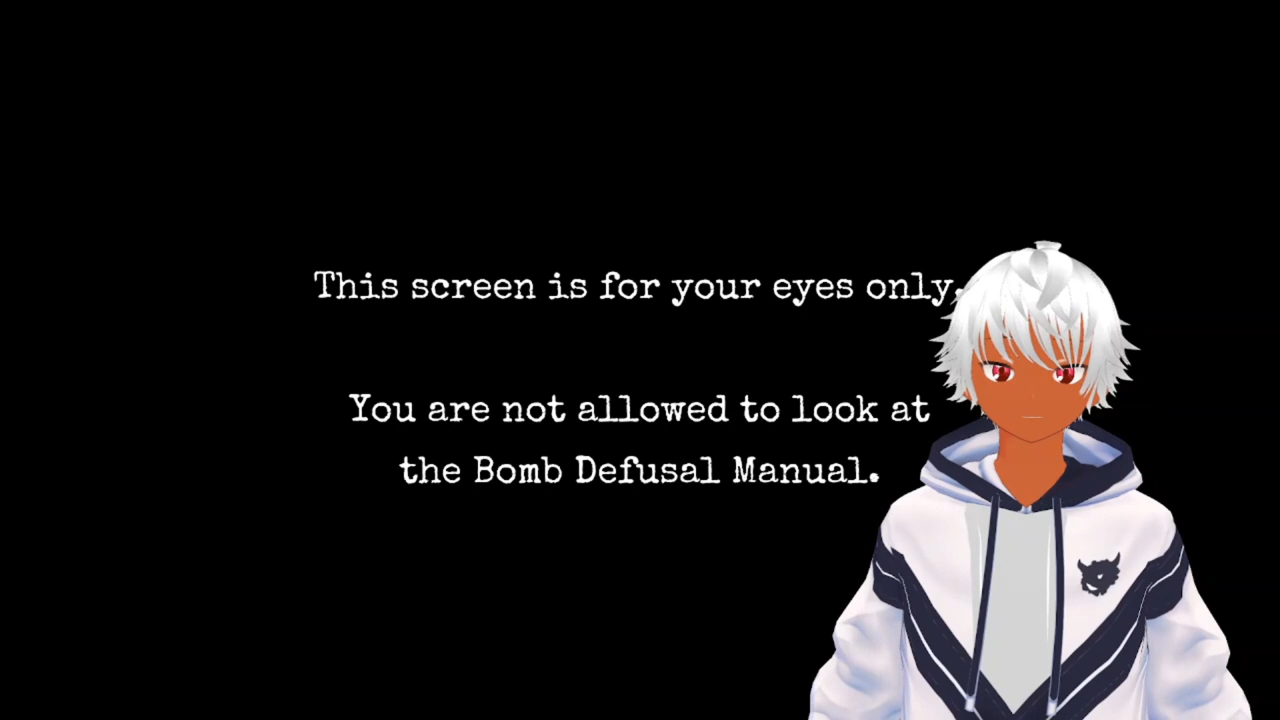 This screen is for your eyes only.
You are not allowed to look at
the Bomb Defusal Manual.